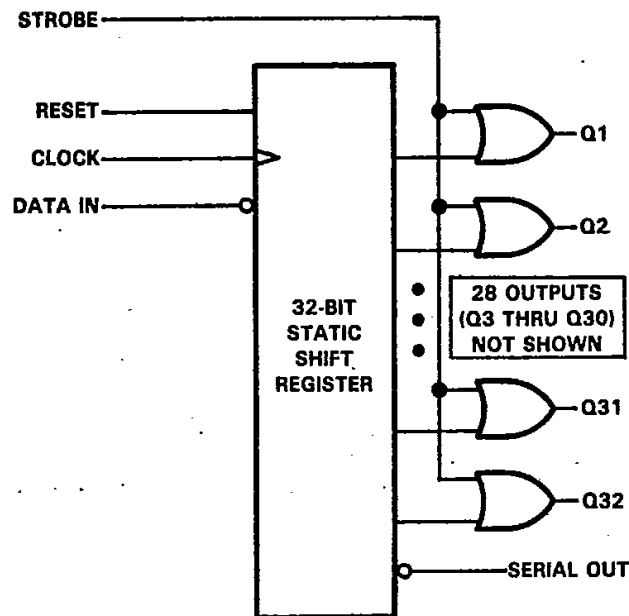 STROBE
RESET
CLOCK
DATA IN
32-BIT
STATIC
SHIFT
REGISTER
Q1
Q2
28 OUTPUTS
(Q3 THRU Q30)
NOT SHOWN
Q31
Q32
SERIAL OUT